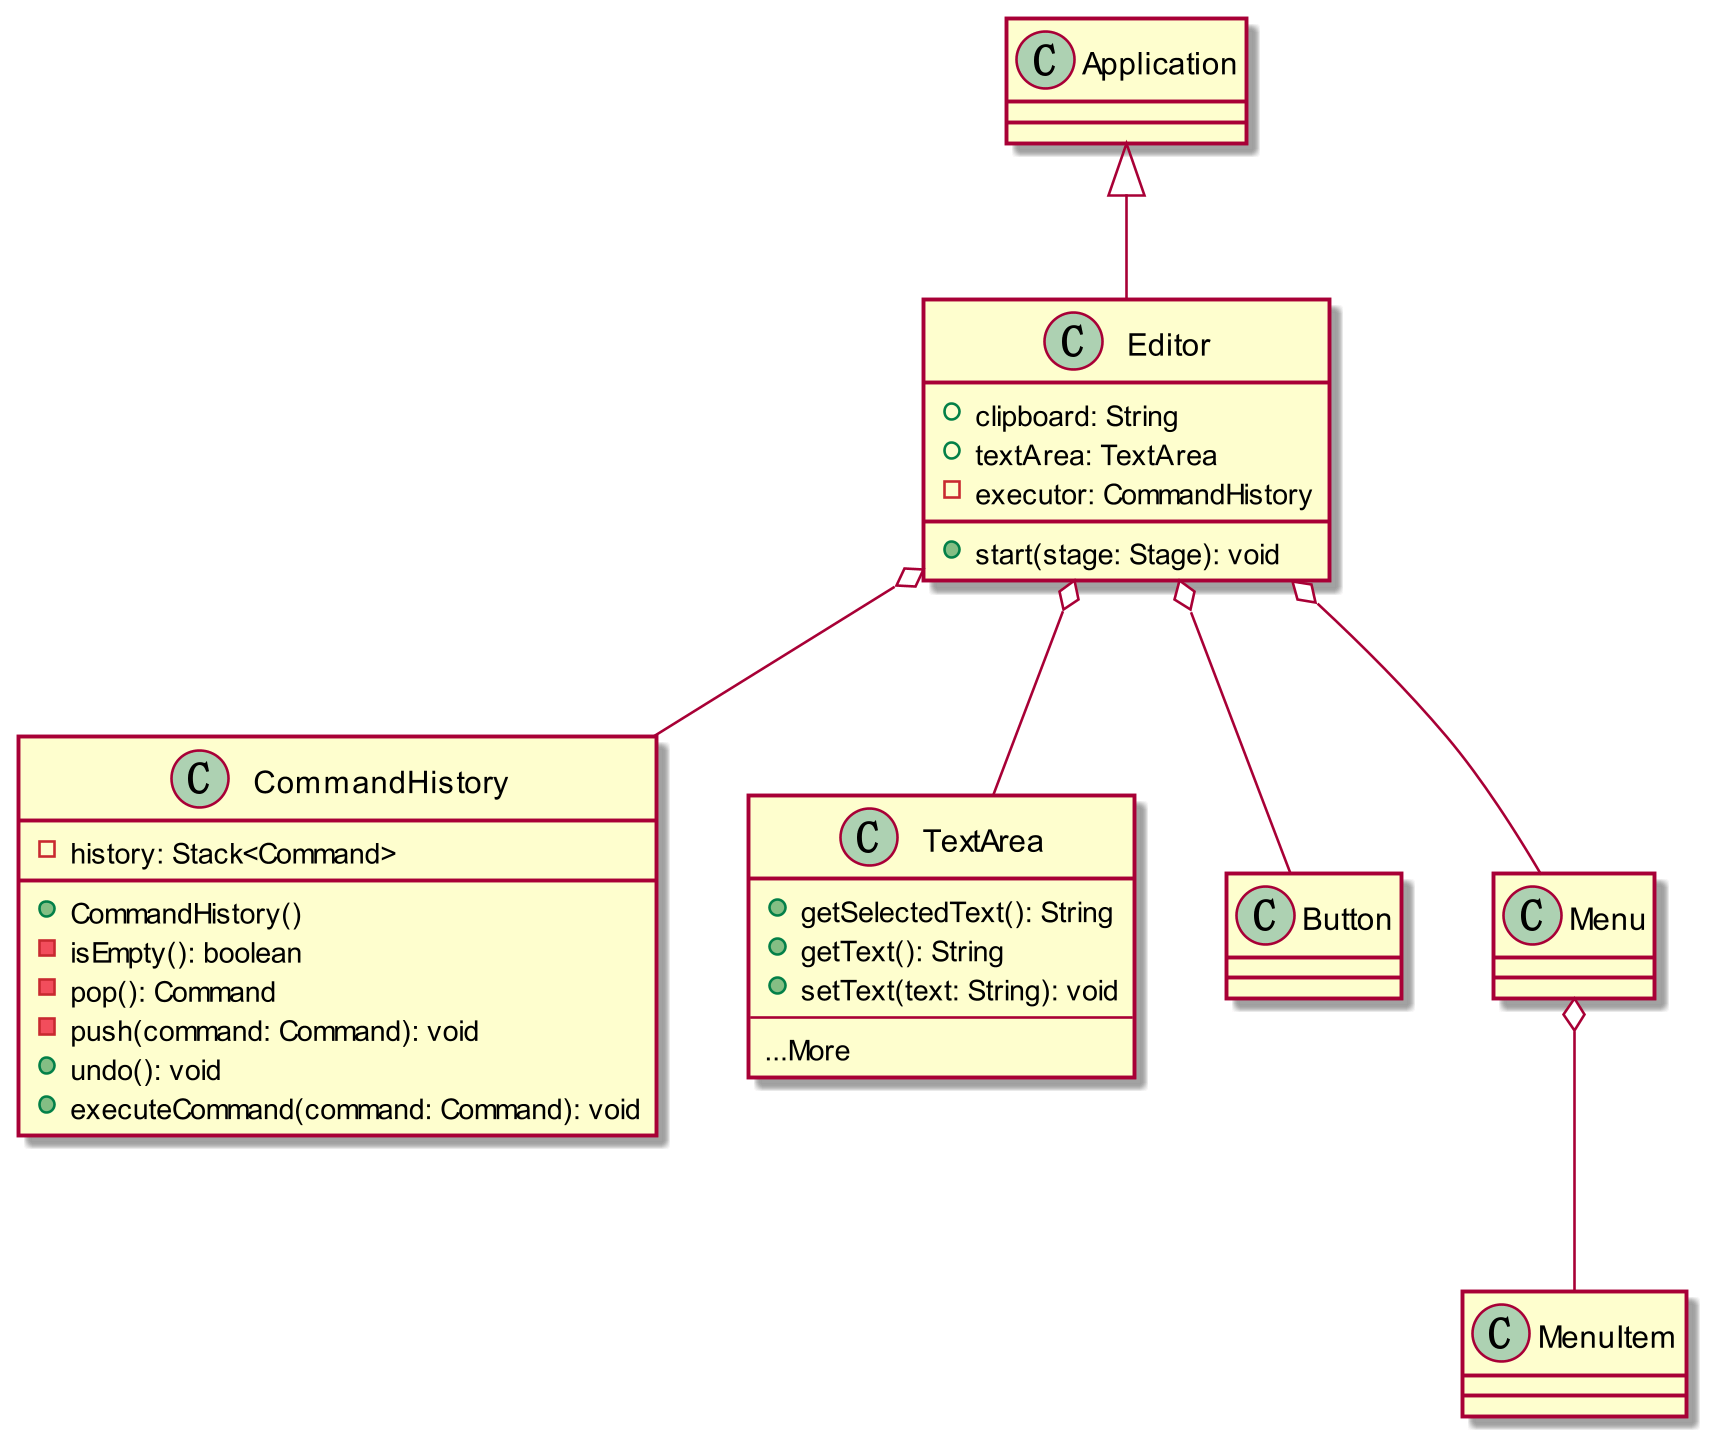 C Application
C Editor
clipboard: String
textArea: TextArea
executor: CommandHistory
start(stage: Stage): void
C CommandHistory
history: Stack<Command>
CommandHistory()
isEmpty(): boolean
pop(): Command
push(command: Command): void
undo(): void
executeCommand(command: Command): void
C TextArea
getSelectedText(): String
getText(): String
setText(text: String): void
...More
C Button
C Menu
C MenuItem